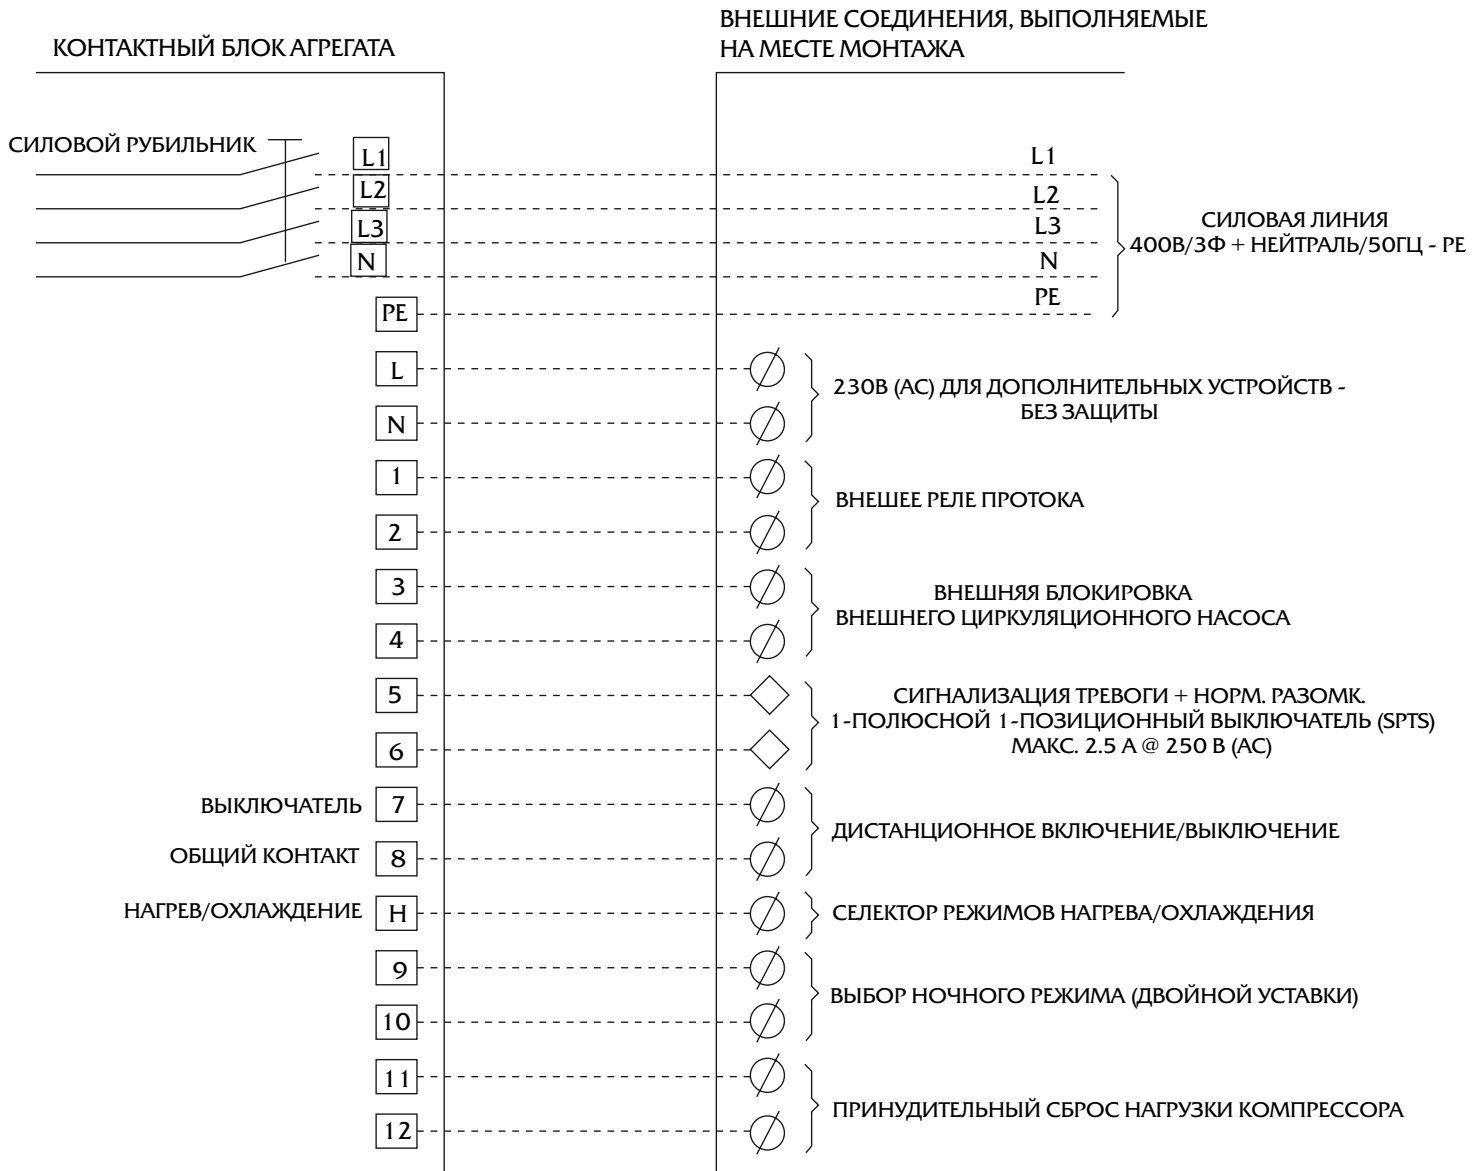 КОНТАКТНЫЙ БЛОК АГРЕГАТА
ВНЕШНИЕ СОЕДИНЕНИЯ, ВЫПОЛНЯЕМЫЕ
НА МЕСТЕ МОНТАЖА
СИЛОВОЙ РУБИЛЬНИК
L1
L1
L2
L2
L3
L3
N
N
PE
PE
СИЛОВАЯ ЛИНИЯ
400В/3Ф + НЕЙТРАЛЬ/50ГЦ - PE
L
N
230В (AC) ДЛЯ ДОПОЛНИТЕЛЬНЫХ УСТРОЙСТВ -
БЕЗ ЗАЩИТЫ
1
2
ВНЕШЕЕ РЕЛЕ ПРОТОКА
3
4
ВНЕШНЯЯ БЛОКИРОВКА
ВНЕШНЕГО ЦИРКУЛЯЦИОННОГО НАСОСА
5
6
СИГНАЛИЗАЦИЯ ТРЕВОГИ + НОРМ. РАЗОМК.
1-ПОЛЮСНОЙ 1-ПОЗИЦИОННЫЙ ВЫКЛЮЧАТЕЛЬ (SPTS)
МАКС. 2.5 А @ 250 В (AC)
ВЫКЛЮЧАТЕЛЬ 7
ОБЩИЙ КОНТАКТ 8
ДИСТАНЦИОННОЕ ВКЛЮЧЕНИЕ/ВЫКЛЮЧЕНИЕ
НАГРЕВ/ОХЛАЖДЕНИЕ H
СЕЛЕКТОР РЕЖИМОВ НАГРЕВА/ОХЛАЖДЕНИЯ
9
10
ВЫБОР НОЧНОГО РЕЖИМА (ДВОЙНОЙ УСТАВКИ)
11
12
ПРИНУДИТЕЛЬНЫЙ СБРОС НАГРУЗКИ КОМПРЕССОРА